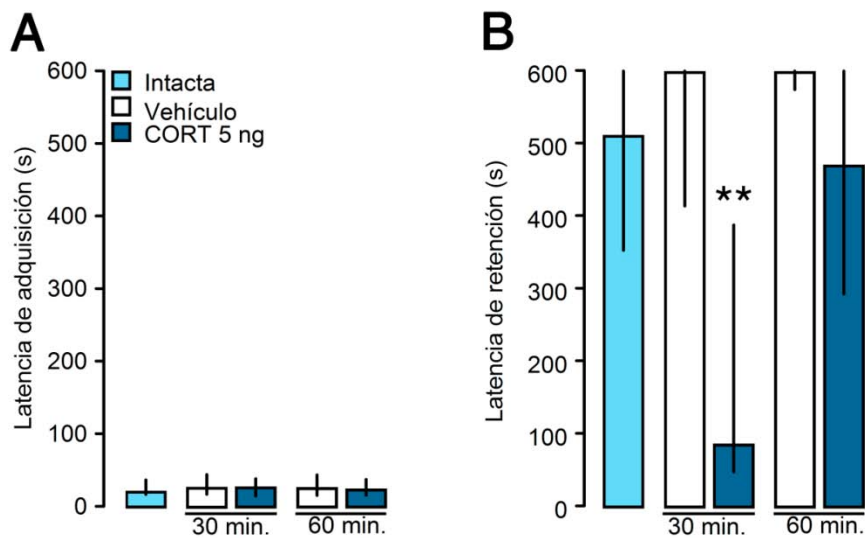 A
Latencia de adquisición (s)
600
500
400
300
200
100
0
Intacta
Vehículo
CORT 5 ng
30 min.
60 min.
B
Latencia de retención (s)
600
500
400
300
200
100
0
**
30 min.
60 min.